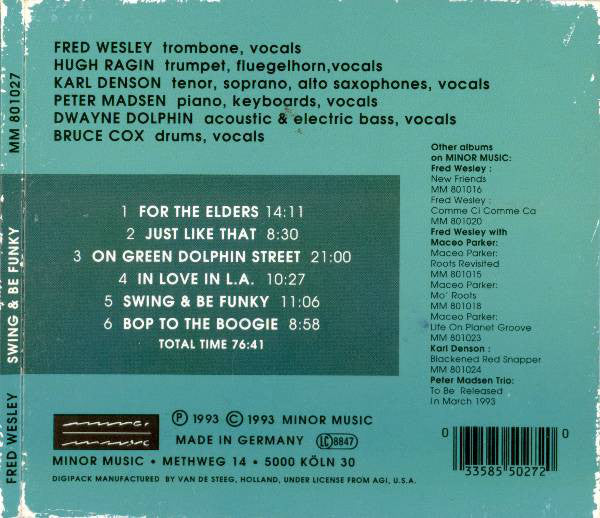 MM 801027
SWING & BE FUNKY
FRED WESLEY
FRED WESLEY trombone, vocals
HUGH RAGIN trumpet, fluegelhorn,vocals
KARL DENSON tenor, soprano, alto saxophones, vocals
PETER MADSEN piano, keyboards, vocals
DWAYNE DOLPHIN acoustic & electric bass, vocals
BRUCE COX drums, vocals
1 FOR THE ELDERS 14:11
2 JUST LIKE THAT 8:30
3 ON GREEN DOLPHIN STREET 21:00
4 IN LOVE IN L.A. 10:27
5 SWING & BE FUNKY 11:06
6 BOP TO THE BOOGIE 8:58
TOTAL TIME 76:41
Other albums
on MINOR MUSIC:
Fred Wesley :
New Friends
MM 801016
Fred Wesley :
Comme Ci Comme Ca
MM 801020
Fred Wesley with
Maceo Parker:
Maceo Parker:
Roots Revisited
MM 801015
Maceo Parker:
Mo´ Roots
MM 801018
Maceo Parker:
Life On Planet Groove
MM 801023
Karl Denson :
Blackened Red Snapper
MM 801024
Peter Madsen Trio:
To Be Released
In March 1993
℗ 1993 © 1993 MINOR MUSIC
MADE IN GERMANY LC 8847
MINOR MUSIC • METHWEG 14 • 5000 KÖLN 30
DIGIPACK MANUFACTURED BY VAN DE STEEG, HOLLAND, UNDER LICENSE FROM AGI, U.S.A.
0 0
33585 50272